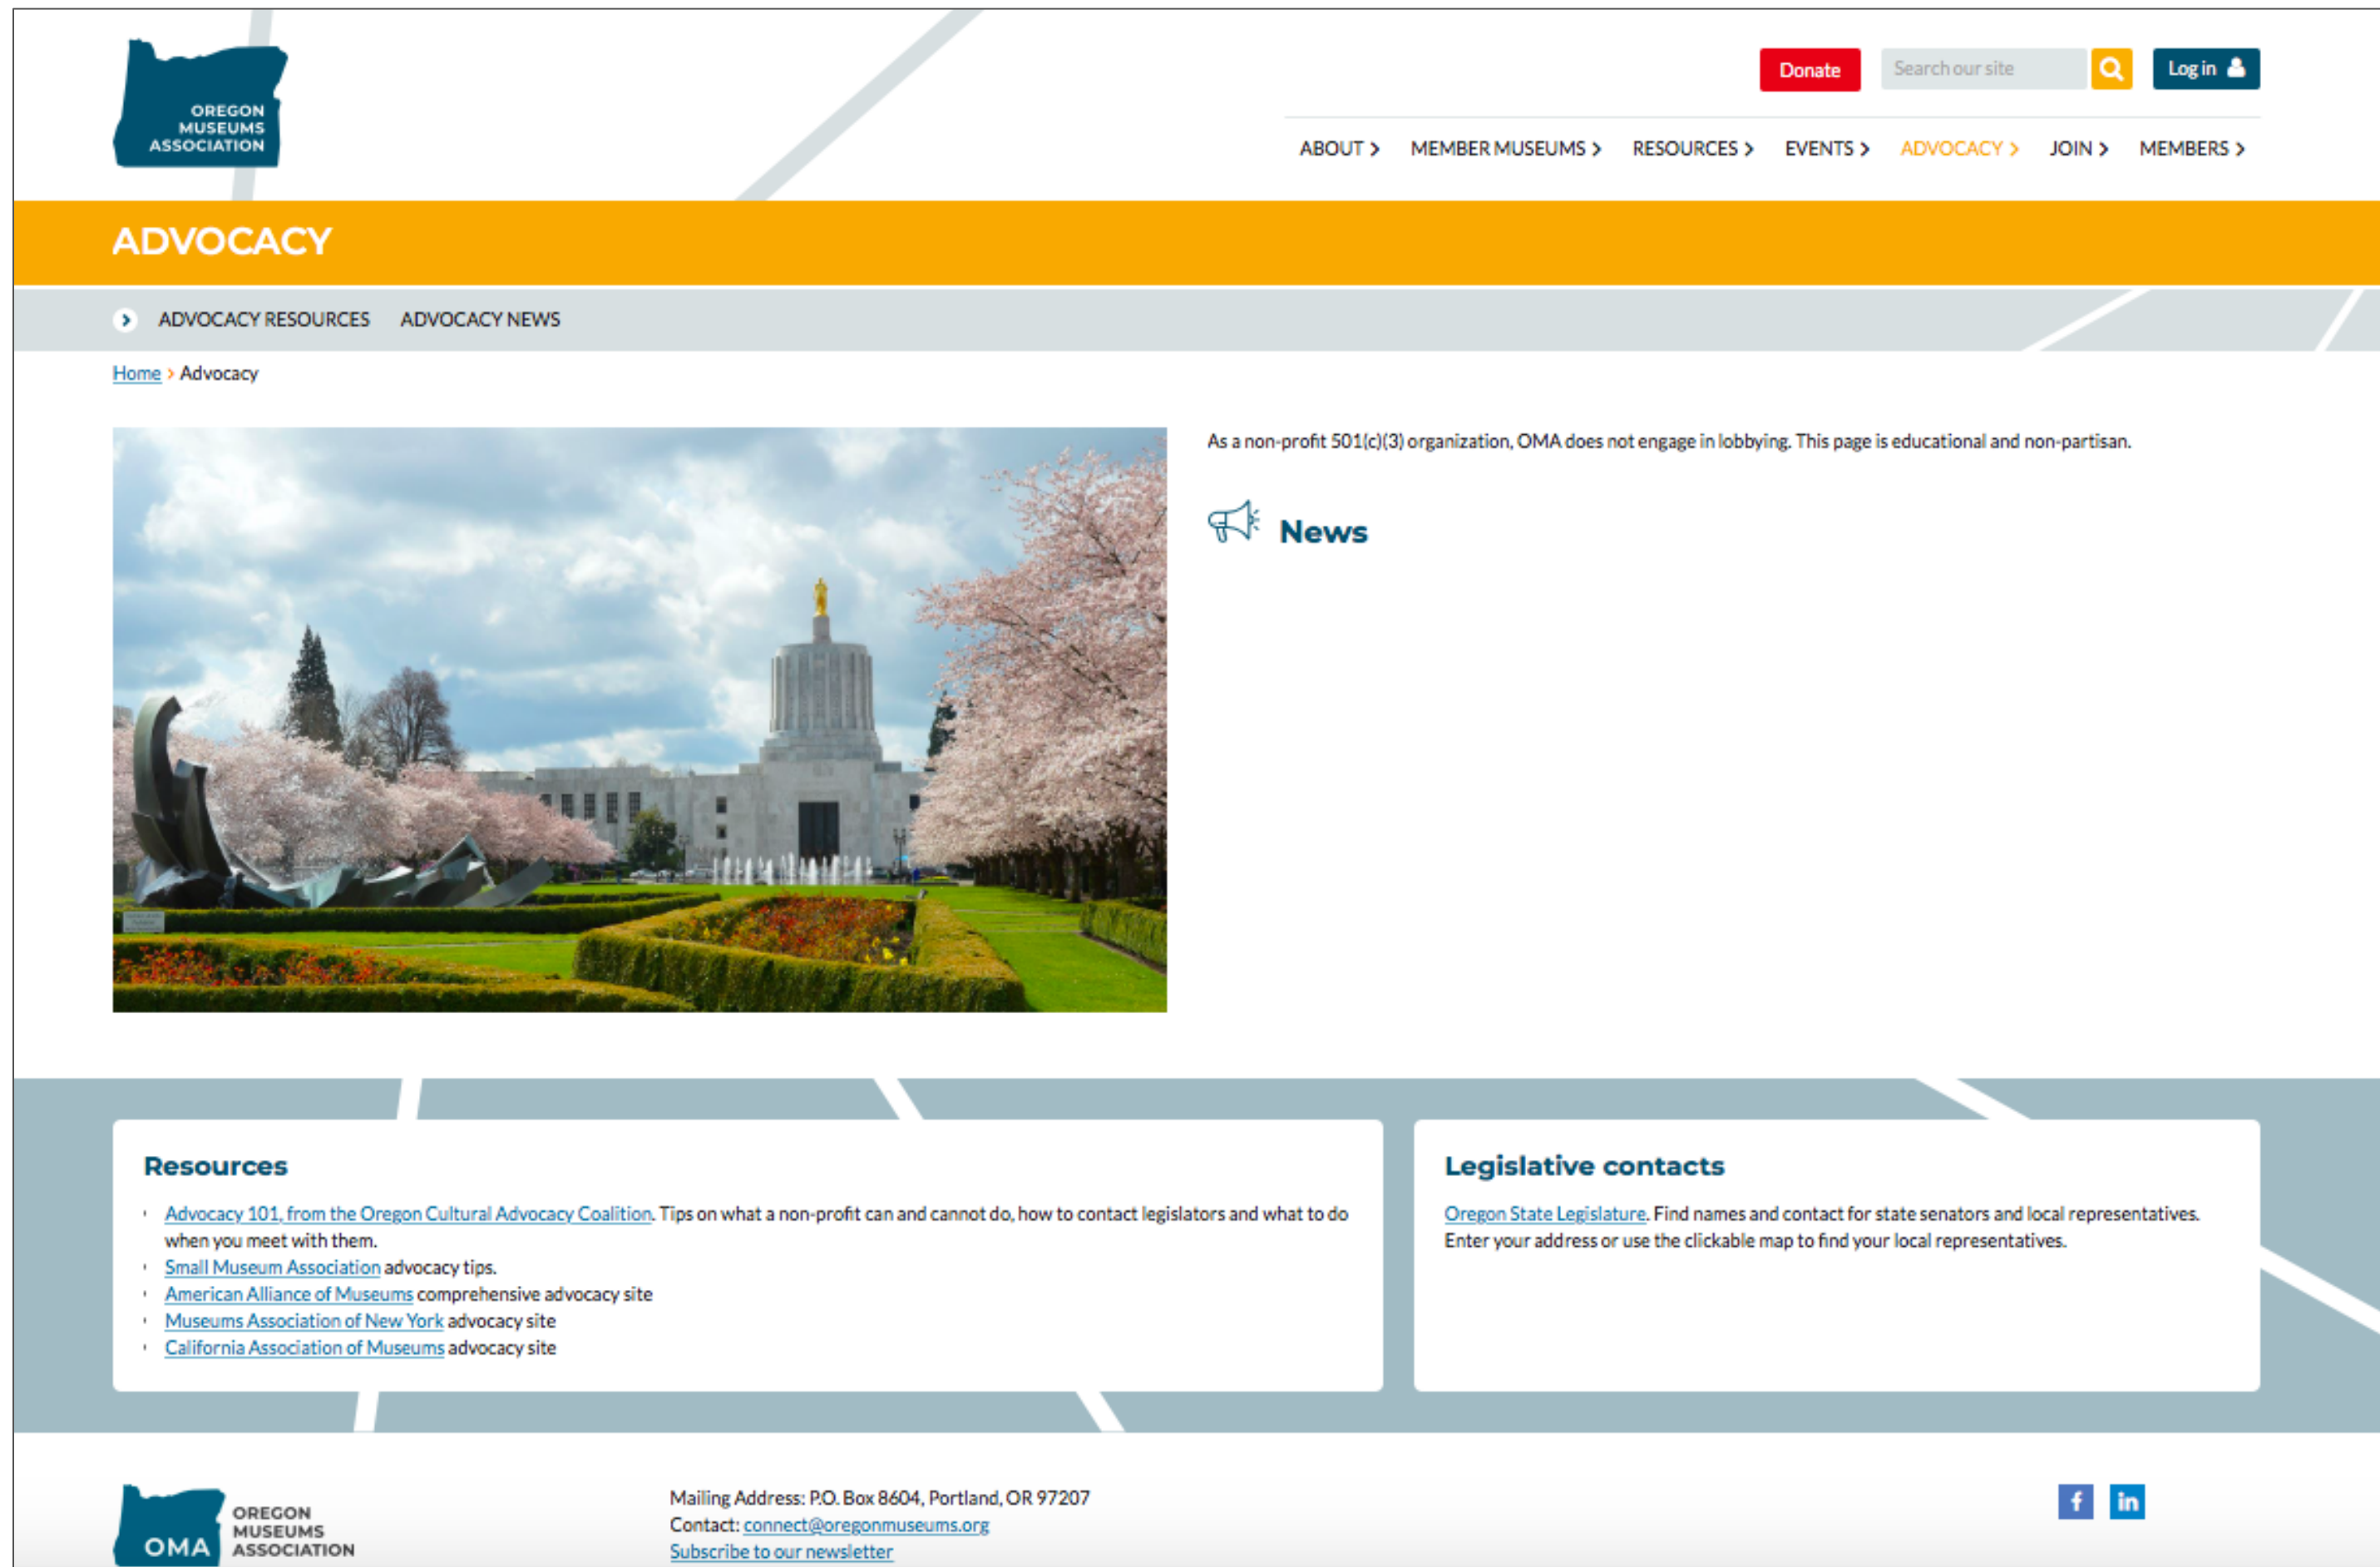 OREGON
MUSEUMS
ASSOCIATION
Donate
Search our site
Log in
ABOUT >
MEMBER MUSEUMS >
RESOURCES >
EVENTS >
ADVOCACY >
JOIN >
MEMBERS >
ADVOCACY
ADVOCACY RESOURCES
ADVOCACY NEWS
Home > Advocacy
As a non-profit 501(c)(3) organization, OMA does not engage in lobbying. This page is educational and non-partisan.
News
Resources
Advocacy 101, from the Oregon Cultural Advocacy Coalition. Tips on what a non-profit can and cannot do, how to contact legislators and what to do
when you meet with them.
Small Museum Association advocacy tips.
American Alliance of Museums comprehensive advocacy site
Museums Association of New York advocacy site
California Association of Museums advocacy site
Legislative contacts
Oregon State Legislature. Find names and contact for state senators and local representatives.
Enter your address or use the clickable map to find your local representatives.
OMA
OREGON
MUSEUMS
ASSOCIATION
Mailing Address: P.O. Box 8604, Portland, OR 97207
Contact: connect@oregonmuseums.org
Subscribe to our newsletter
f
in